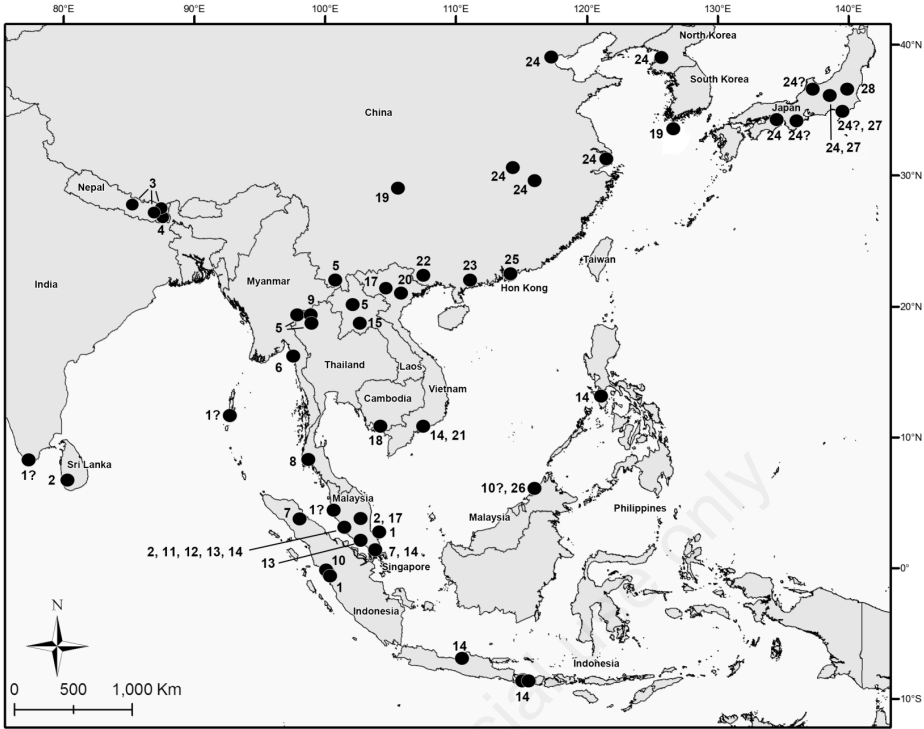 80°E 90°E 100°E 110°E 120°E 130°E 140°E
North Korea
40°N
24 24
South Korea
24? 28
China
Japan
24?, 27
19 24 24?
24, 27
24
24
24
30°N
3
Nepal
19
4
Taiwan
5 22 23 25
Hon Kong
India
Myanmar
17 20
9
5
20°N
5
15
6
Thailand
Laos
Vietnam
Cambodia
14
1?
18 14, 21
10°N
8
Sri Lanka
1?
2
10?, 26
Malaysia
7 1?
2, 17
Malaysia
Philippines
1
2, 11, 12, 13, 14
13
7, 14
Singapore
10
0°
1
N
Indonesia
14
Indonesia
0 500 1,000 Km
14
10°S
cial use only